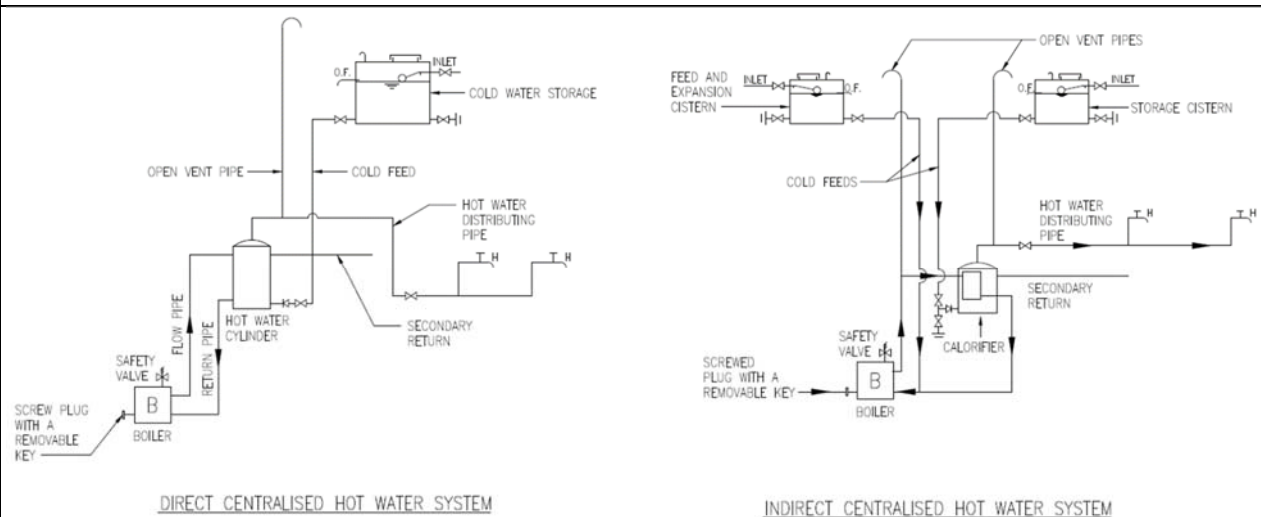 O.F.
INLET
COLD WATER STORAGE
OPEN VENT PIPE
COLD FEED
HOT WATER
DISTRIBUTING
PIPE
H
H
FLOW PIPE
RETURN PIPE
HOT WATER
CYLINDER
SECONDARY
RETURN
SAFETY
VALVE
B
SCREW PLUG
WITH A
REMOVABLE
KEY
BOILER
DIRECT CENTRALISED HOT WATER SYSTEM
OPEN VENT PIPES
FEED AND
EXPANSION
CISTERN
INLET
O.F.
O.F.
INLET
STORAGE CISTERN
COLD FEEDS
HOT WATER
DISTRIBUTING
PIPE
H
H
SECONDARY
RETURN
SAFETY
VALVE
CALORIFIER
SCREWED
PLUG WITH A
REMOVABLE KEY
B
BOILER
INDIRECT CENTRALISED HOT WATER SYSTEM